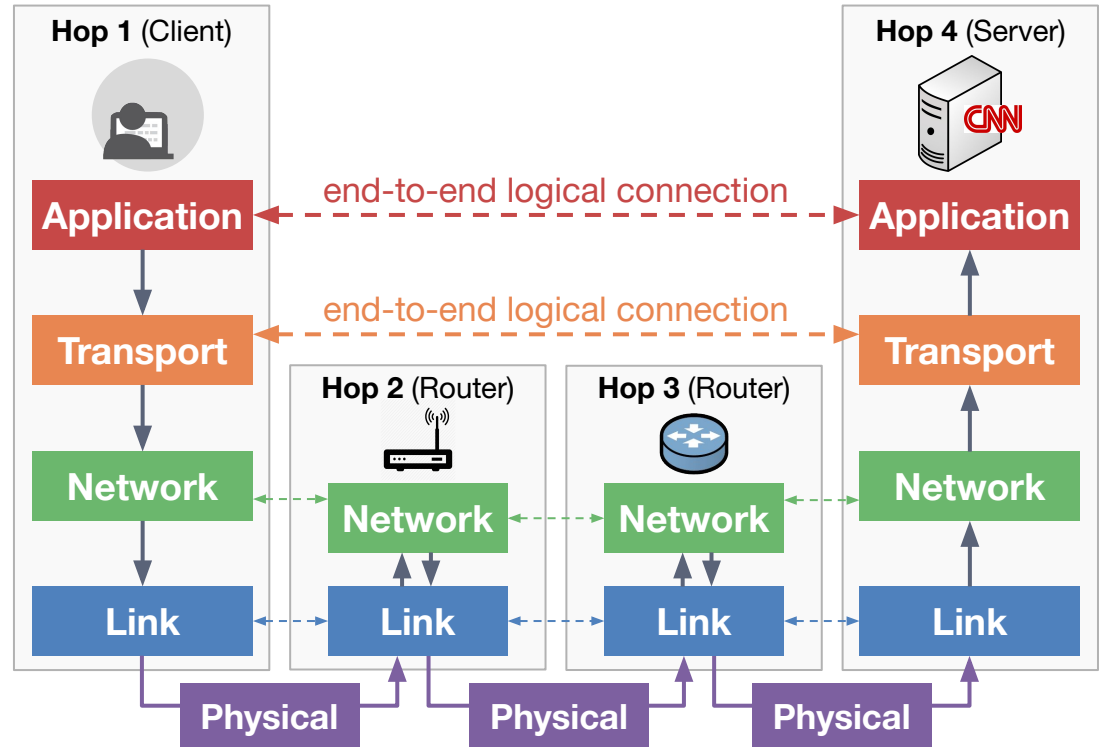 Hop 1 (Client)
Hop 4 (Server)
CNN
end-to-end logical connection
Application
Application
end-to-end logical connection
Transport
Transport
Hop 2 (Router)
Hop 3 (Router)
Network
Network
Network
Network
Link
Link
Link
Link
Physical
Physical
Physical